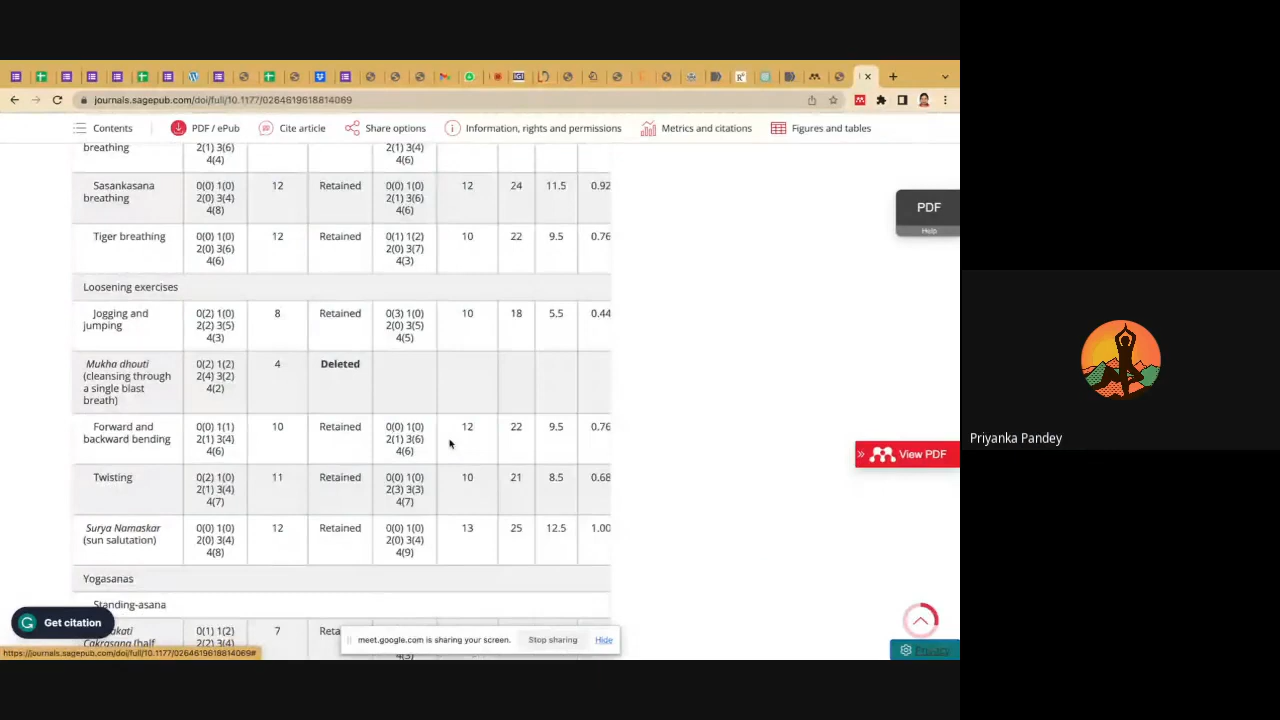 journals.sagepub.com/doi/full/10.1177/0264619618814069
Contents PDF / ePub Cite article Share options Information, rights and permissions Metrics and citations Figures and tables
breathing 2(1) 3(6) 2(1) 3(4)
4(4) 4(6)
Sasankasana 0(0) 1(0) 12 Retained 0(0) 1(0) 12 24 11.5 0.92
breathing 2(0) 3(4) 2(1) 3(6)
4(8) 4(6)
Tiger breathing 0(0) 1(0) 12 Retained 0(1) 1(2) 10 22 9.5 0.76
2(0) 3(6) 2(0) 3(7)
4(6) 4(3)
Loosening exercises
Jogging and 0(2) 1(0) 8 Retained 0(3) 1(0) 10 18 5.5 0.44
jumping 2(2) 3(5) 2(0) 3(5)
4(3) 4(5)
Mukha dhouti 0(2) 1(2) 4 Deleted
(cleansing through 2(4) 3(2)
a single blast 4(2)
breath)
Forward and 0(0) 1(1) 10 Retained 0(0) 1(0) 12 22 9.5 0.76
backward bending 2(1) 3(4) 2(1) 3(6)
4(6) 4(6)
Twisting 0(2) 1(0) 11 Retained 0(0) 1(0) 10 21 8.5 0.68
2(1) 3(4) 2(3) 3(3)
4(7) 4(7)
Surya Namaskar 0(0) 1(0) 12 Retained 0(0) 1(0) 13 25 12.5 1.00
(sun salutation) 2(0) 3(4) 2(0) 3(4)
4(8) 4(9)
Yogasanas
Standing-asana
0(1) 1(2) 7
Cakrasana (half 2(2) 3(4)
Get citation
meet.google.com is sharing your screen. Stop sharing Hide
https://journals.sagepub.com/doi/full/10.1177/0264619618814069#
PDF
Help
View PDF
Privacy
Priyanka Pandey